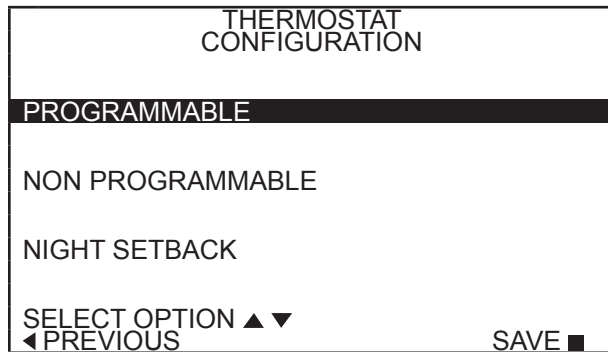 THERMOSTAT
CONFIGURATION
PROGRAMMABLE
NON PROGRAMMABLE
NIGHT SETBACK
SELECT OPTION ▲ ▼
◀ PREVIOUS SAVE ■